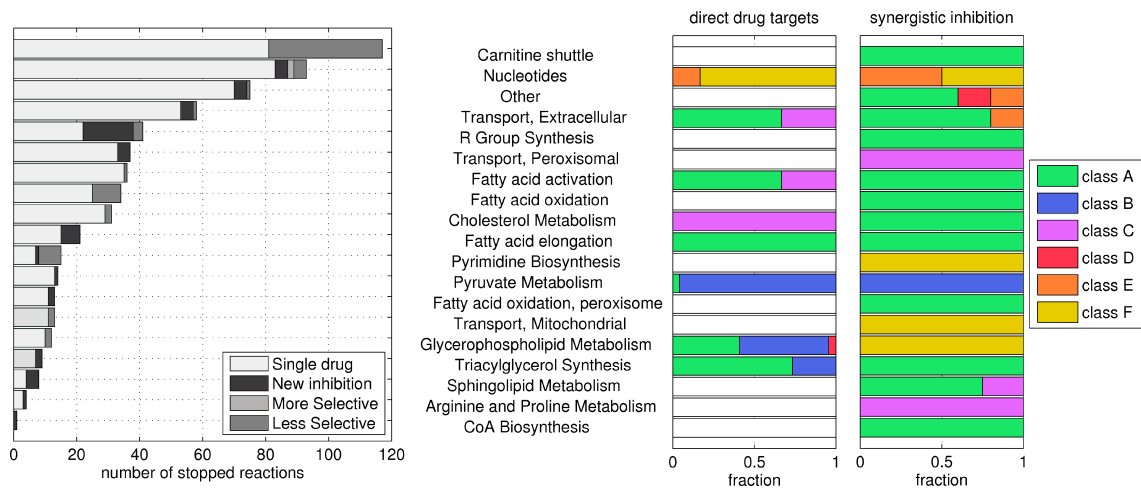 direct drug targets
synergistic inhibition
Carnitine shuttle
Nucleotides
Other
Transport, Extracellular
R Group Synthesis
Transport, Peroxisomal
Fatty acid activation
Fatty acid oxidation
Cholesterol Metabolism
Fatty acid elongation
Pyrimidine Biosynthesis
Pyruvate Metabolism
Fatty acid oxidation, peroxisome
Transport, Mitochondrial
Glycerophospholipid Metabolism
Triacylglycerol Synthesis
Sphingolipid Metabolism
Arginine and Proline Metabolism
CoA Biosynthesis
class A
class B
class C
class D
class E
class F
Single drug
New inhibition
More Selective
Less Selective
0 20 40 60 80 100 120
number of stopped reactions
0 0.5 1
fraction
0 0.5 1
fraction